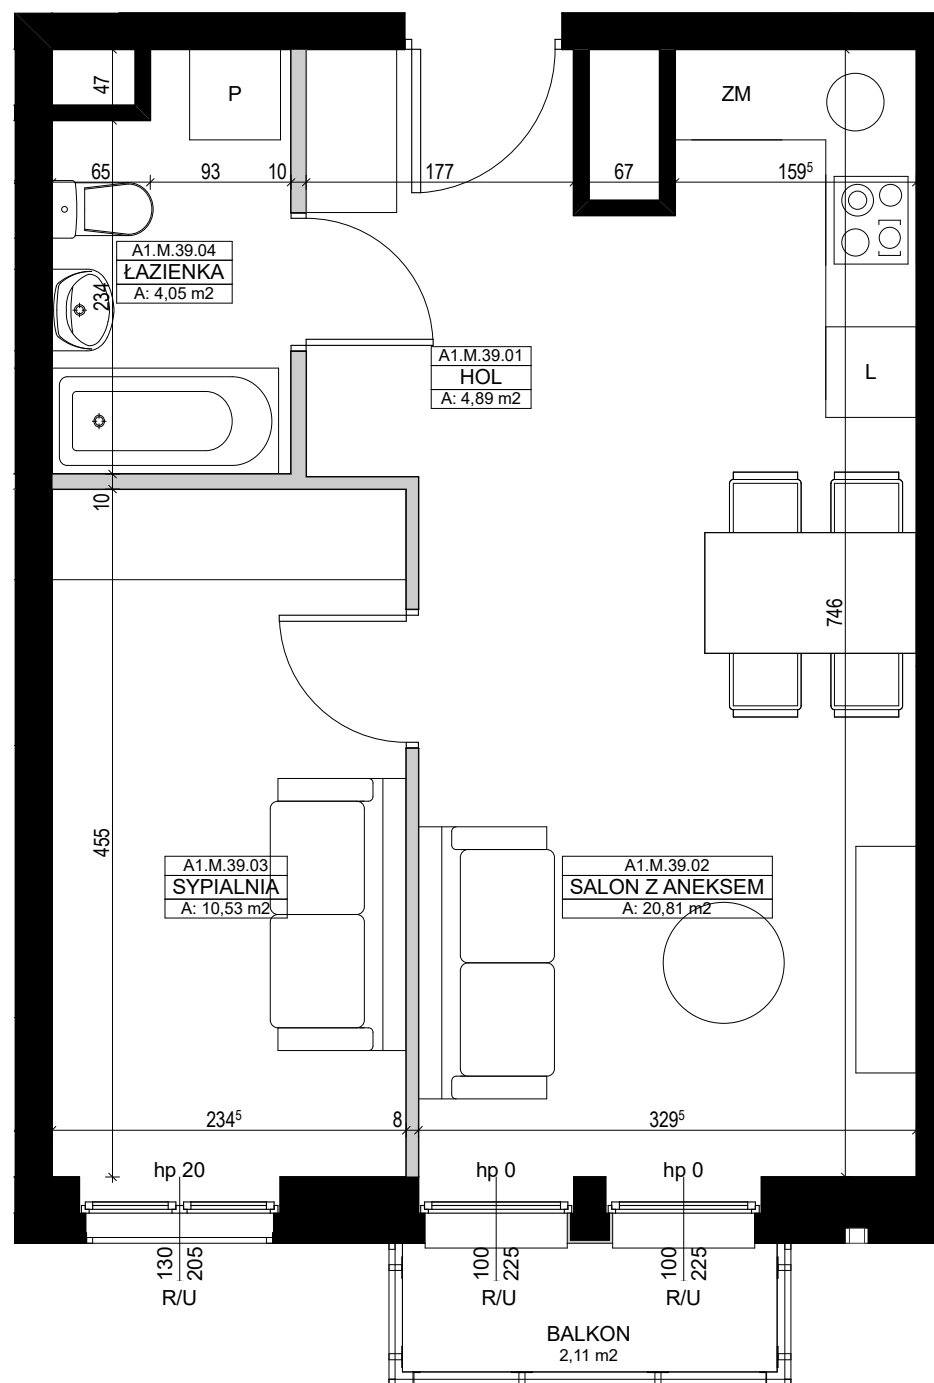 47
P
ZM
65
93
10
177
67
159⁵
A1.M.39.04
ŁAZIENKA
A: 4,05 m2
234
A1.M.39.01
HOL
A: 4,89 m2
L
10
746
455
A1.M.39.03
SYPIALNIA
A: 10,53 m2
A1.M.39.02
SALON Z ANEKSEM
A: 20,81 m2
234⁵
8
329⁵
hp 20
hp 0
hp 0
130
205
R/U
100
225
R/U
100
225
R/U
BALKON
2,11 m2